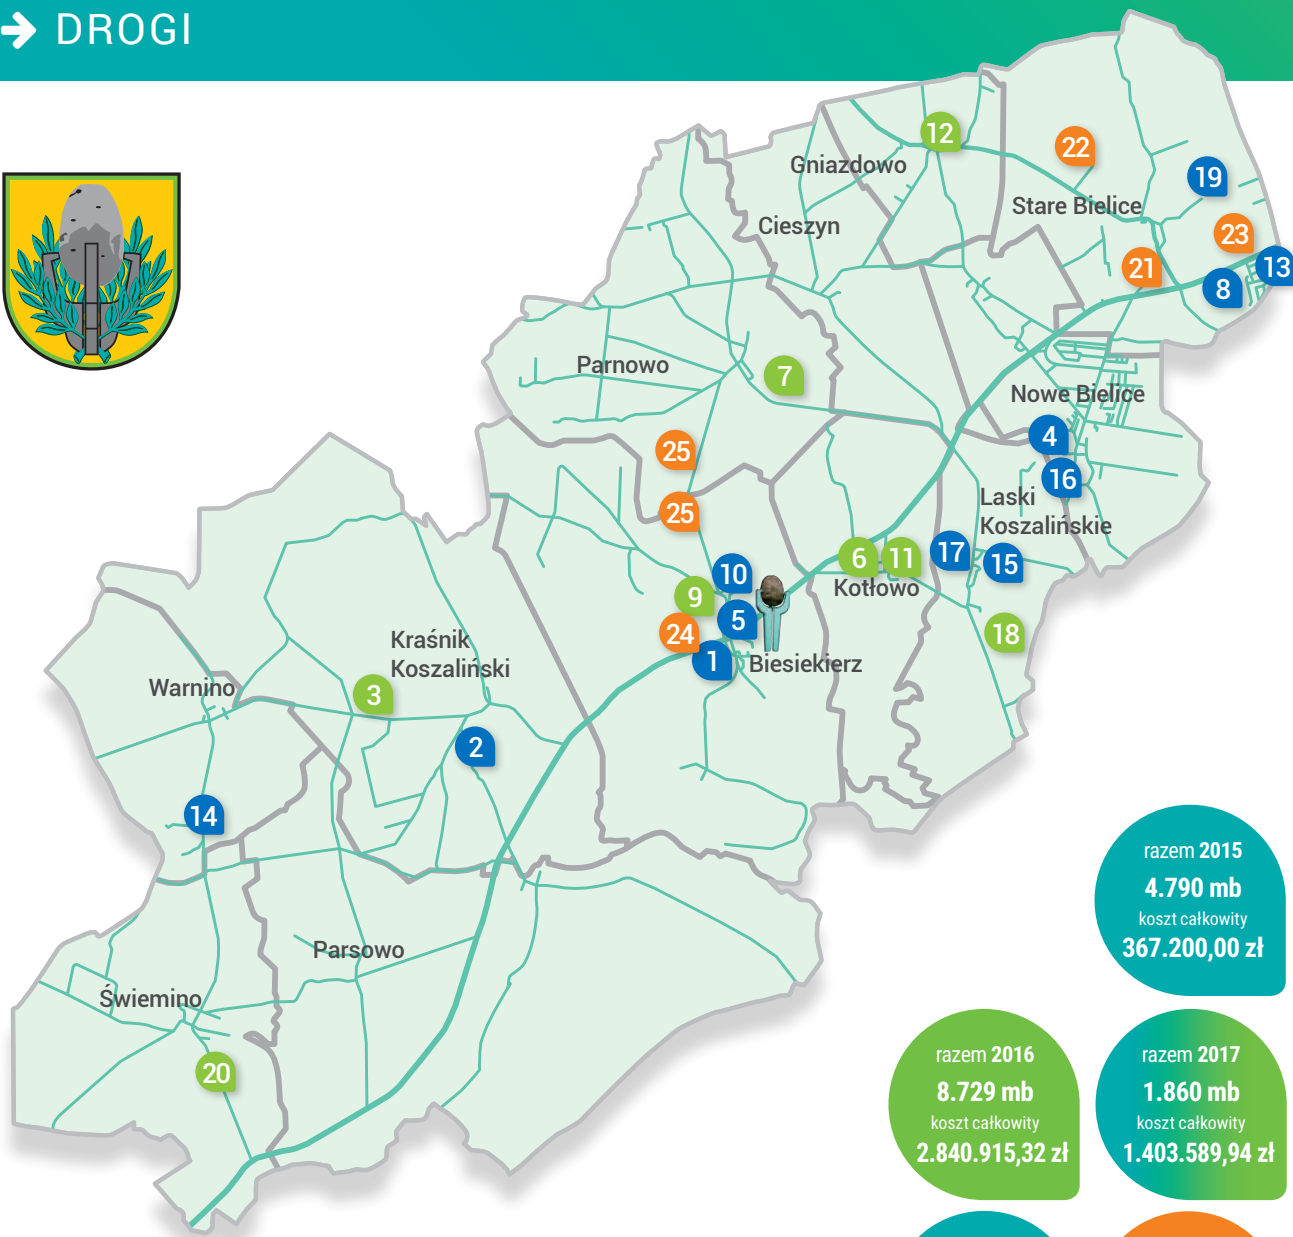 DROGI
12
22
Gniazdowo
19
Stare Bielice
Cieszyn
23
21
13
8
Parnowo
7
Nowe Bielice
4
25
16
Laski
Koszalińskie
25
17
15
6
11
10
Kotłowo
9
5
24
18
1
Biesiekierz
Kraśnik
Koszaliński
Warnino
3
2
14
razem 2015
4.790 mb
koszt całkowity
367.200,00 zł
Parsowo
Świemino
20
razem 2016
8.729 mb
koszt całkowity
2.840.915,32 zł
razem 2017
1.860 mb
koszt całkowity
1.403.589,94 zł